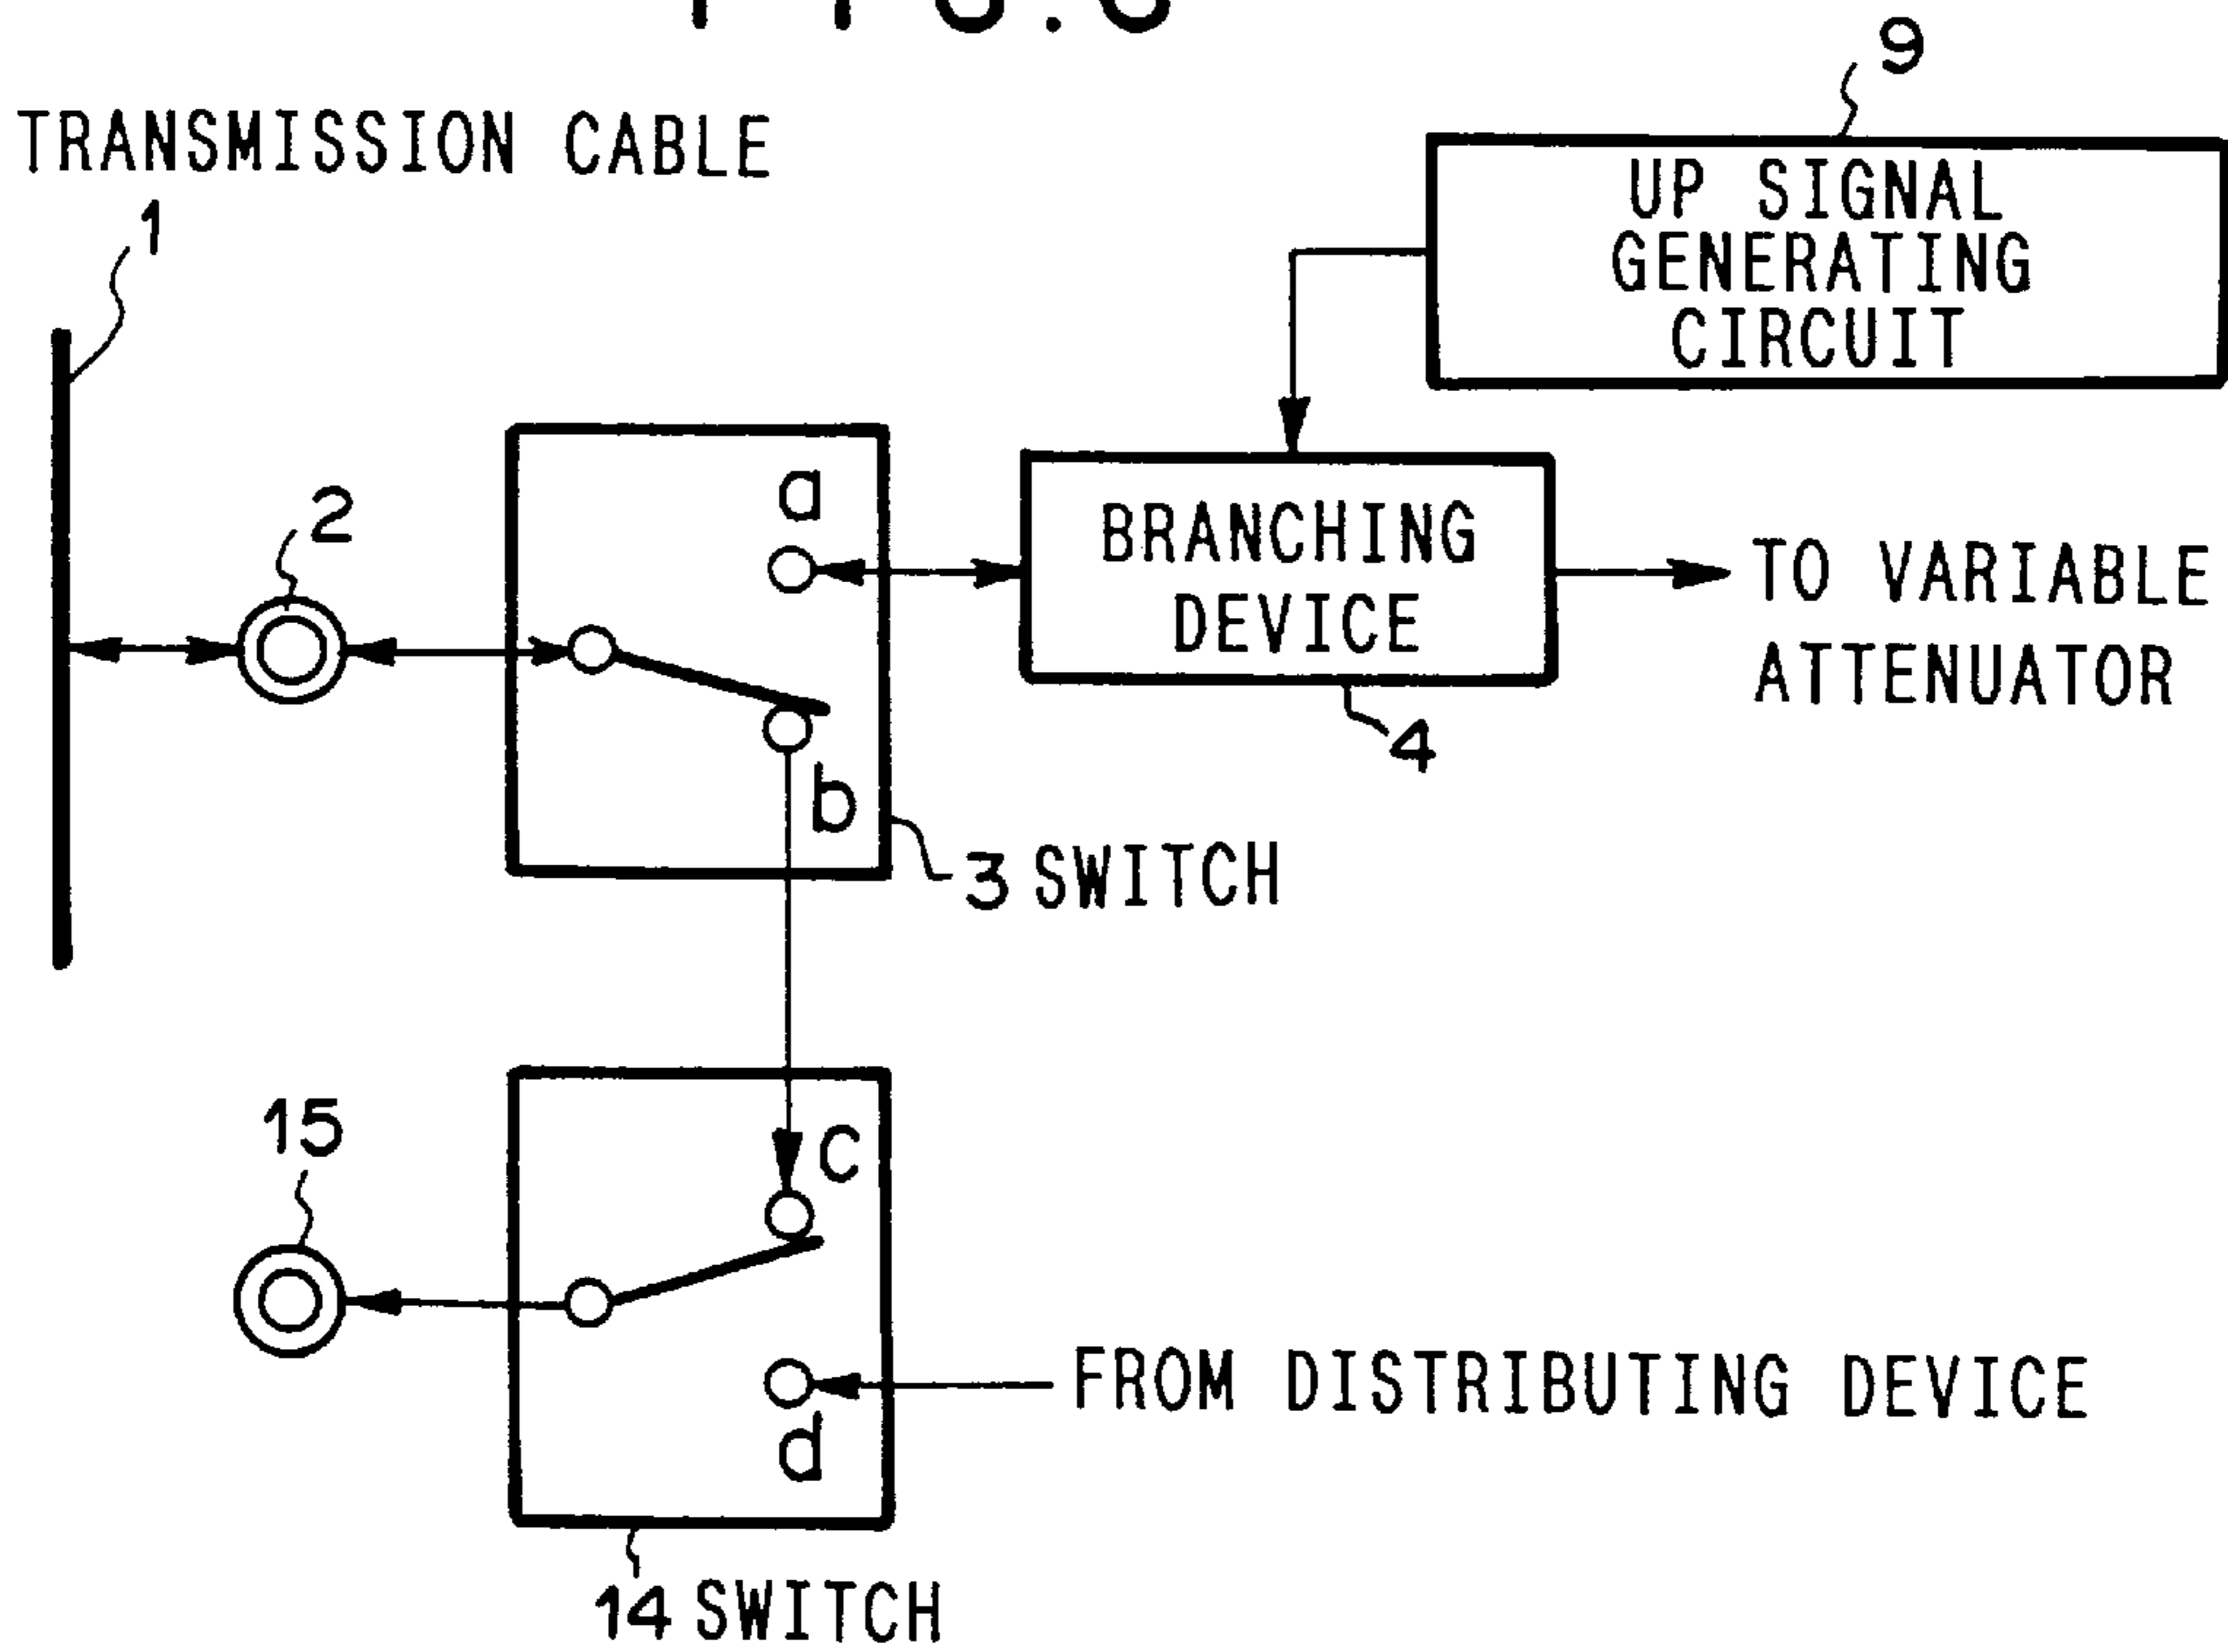 9
TRANSMISSION CABLE
1
UP SIGNAL
GENERATING
CIRCUIT
2
a
BRANCHING
DEVICE
TO VARIABLE
ATTENUATOR
4
b
3 SWITCH
15
c
FROM DISTRIBUTING DEVICE
d
14 SWITCH